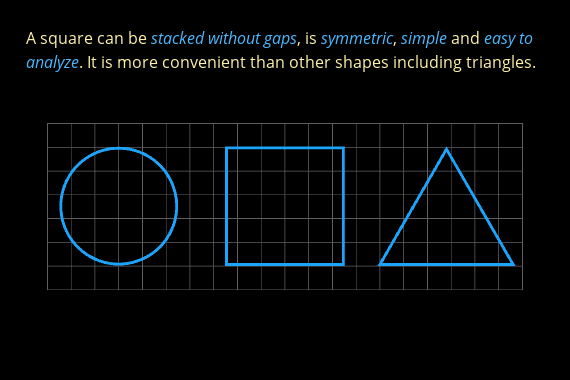 A square can be stacked without gaps, is symmetric, simple and easy to
analyze. It is more convenient than other shapes including triangles.